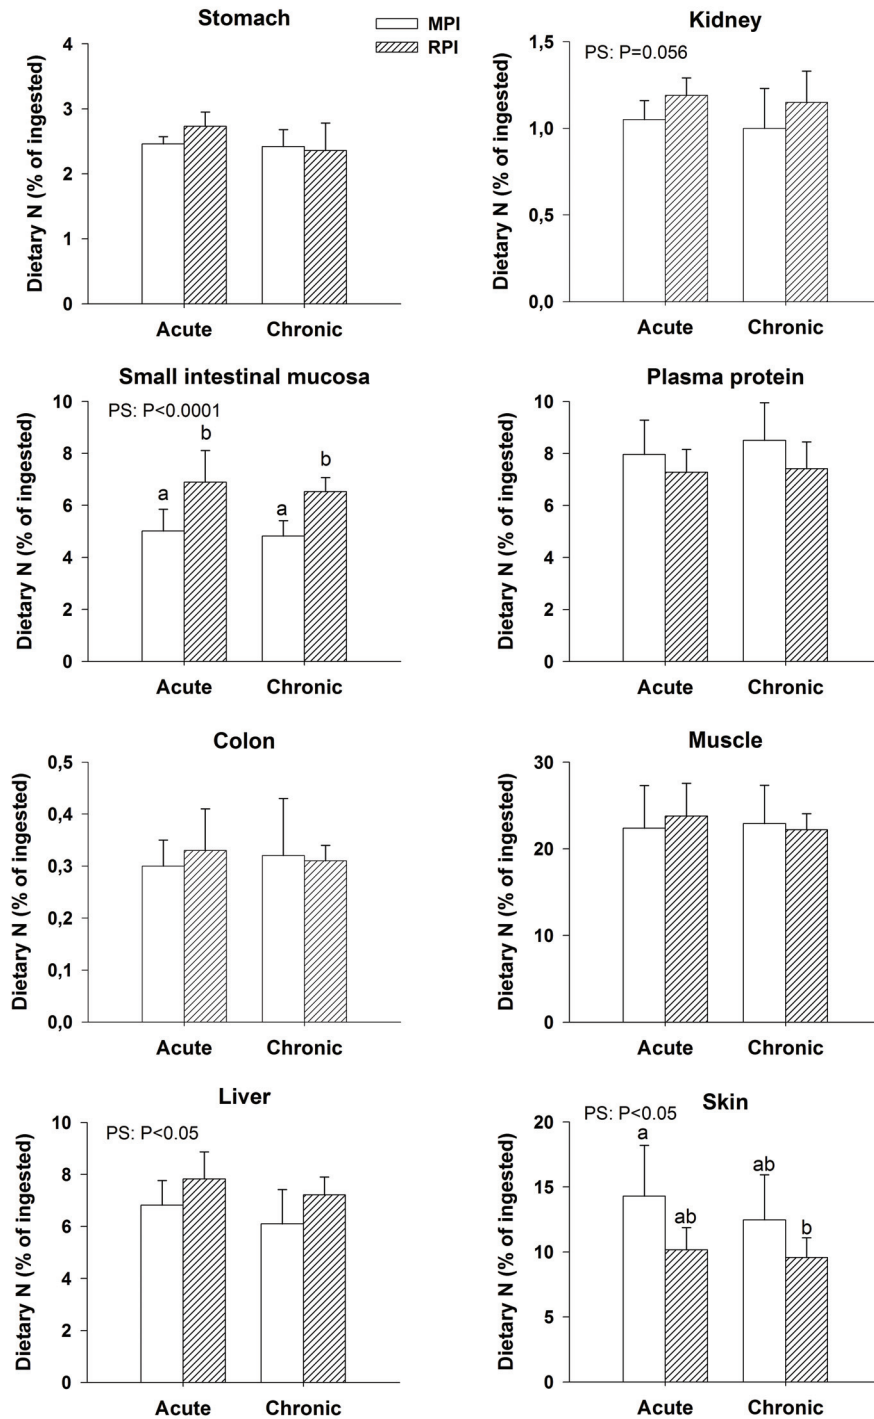 Stomach
MPI
RPI
Dietary N (% of ingested)
4
3
2
1
0
Acute Chronic
Kidney
PS: P=0.056
Dietary N (% of ingested)
1,5
1,0
0,5
0,0
Acute Chronic
Small intestinal mucosa
PS: P<0.0001
Dietary N (% of ingested)
10
8
6
4
2
0
a
b
a
b
Acute Chronic
Plasma protein
Dietary N (% of ingested)
10
8
6
4
2
0
Acute Chronic
Colon
Dietary N (% of ingested)
0,5
0,4
0,3
0,2
0,1
0,0
Acute Chronic
Muscle
Dietary N (% of ingested)
30
20
10
0
Acute Chronic
Liver
PS: P<0.05
Dietary N (% of ingested)
10
8
6
4
2
0
Acute Chronic
Skin
PS: P<0.05
Dietary N (% of ingested)
20
15
10
5
0
a
ab
ab
b
Acute Chronic